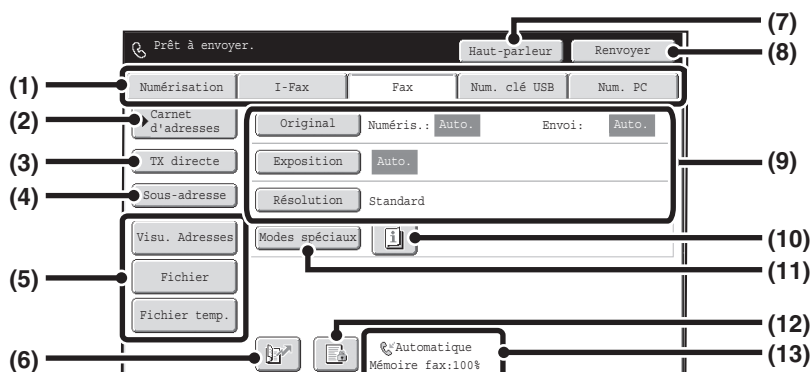 (7)
Prêt à envoyer.
Haut-parleur
Renvoyer
(8)
(1)
Numérisation
I-Fax
Fax
Num. clé USB
Num. PC
(2)
Carnet
d'adresses
Original
Numéris.:
Auto.
Envoi:
Auto.
(3)
TX directe
Exposition
Auto.
(9)
(4)
Sous-adresse
Résolution
Standard
(5)
Visu. Adresses
Modes spéciaux
(10)
(11)
Fichier
Fichier temp.
(12)
(6)
Automatique
Mémoire fax:100%
(13)